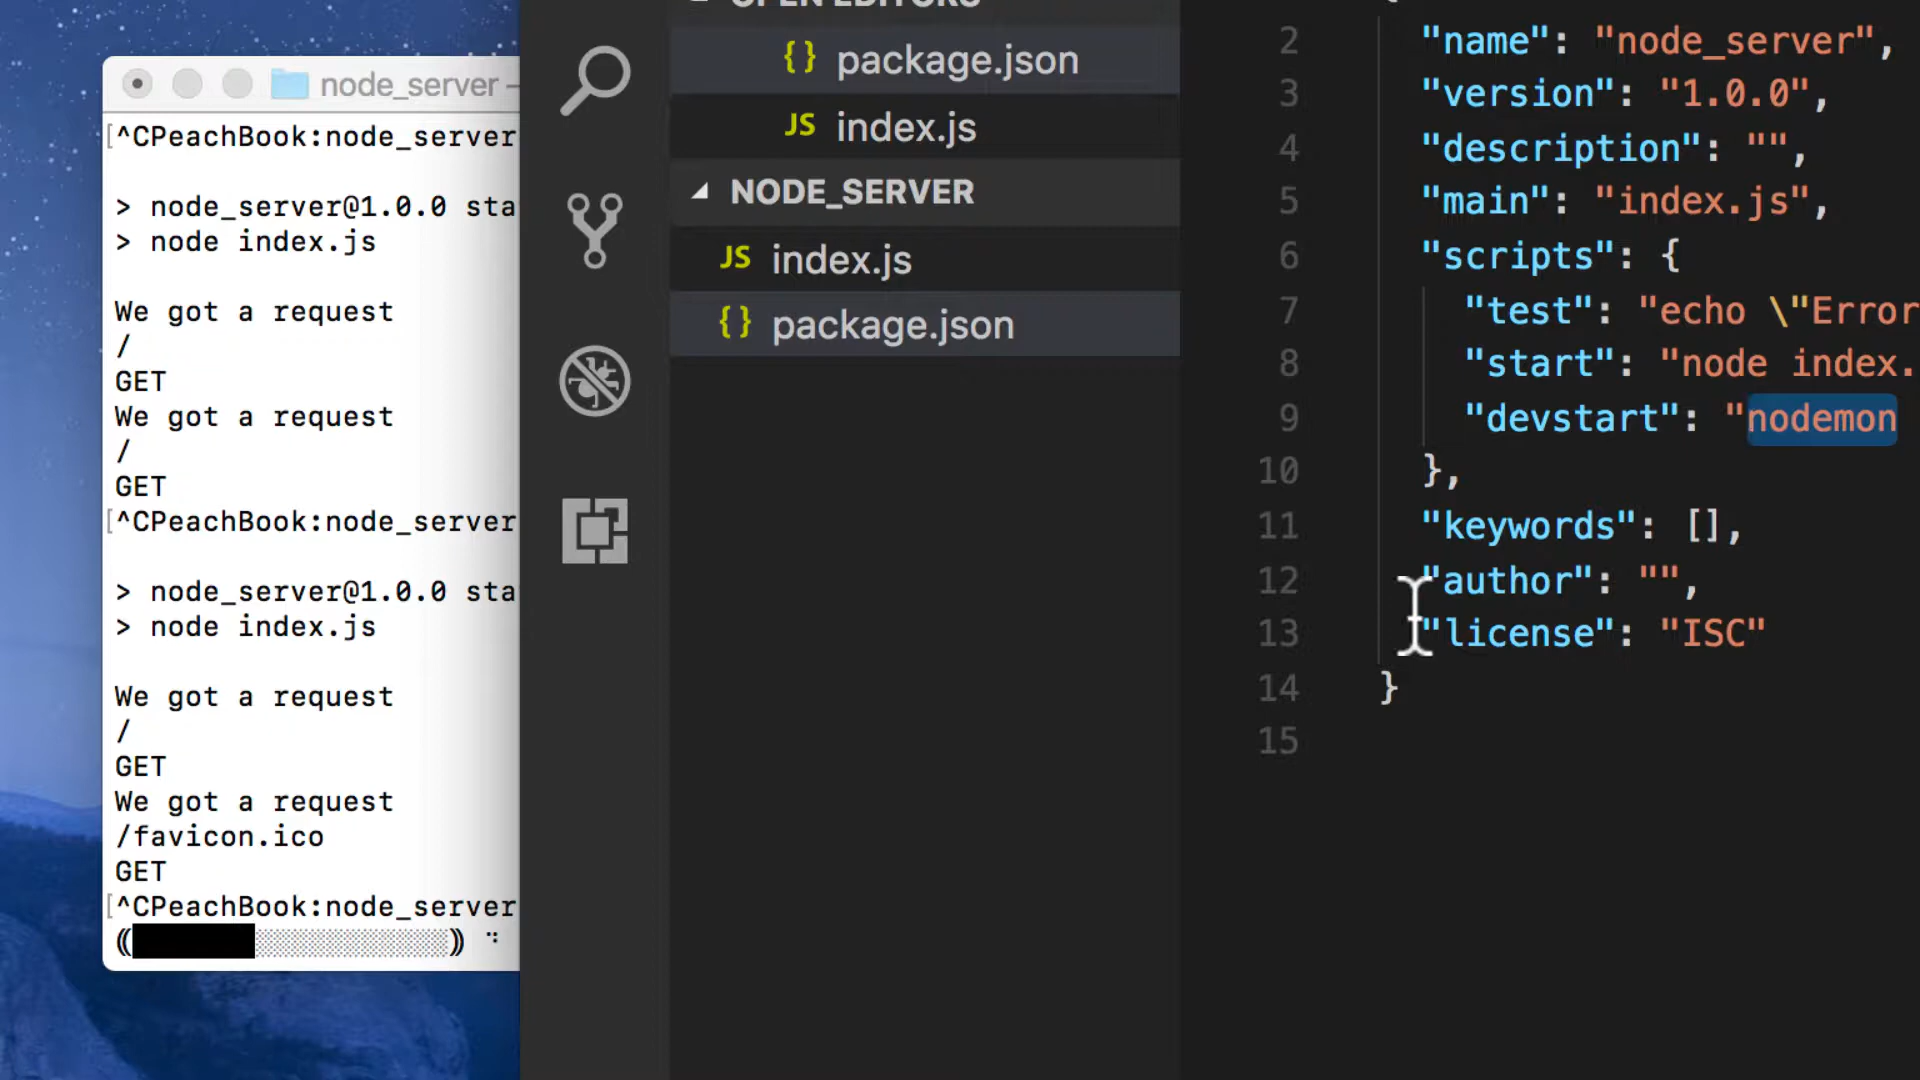 node_server —
[^CPeachBook:node_server
> node_server@1.0.0 sta
> node index.js
We got a request
/
GET
We got a request
/
GET
[^CPeachBook:node_server
> node_server@1.0.0 sta
> node index.js
We got a request
/
GET
We got a request
/favicon.ico
GET
[^CPeachBook:node_server
OPEN EDITORS
{} package.json
JS index.js
NODE_SERVER
JS index.js
{} package.json
2 "name": "node_server",
3 "version": "1.0.0",
4 "description": "",
5 "main": "index.js",
6 "scripts": {
7 "test": "echo \"Error
8 "start": "node index.
9 "devstart": "nodemon
10 },
11 "keywords": [],
12 "author": "",
13 "license": "ISC"
14 }
15